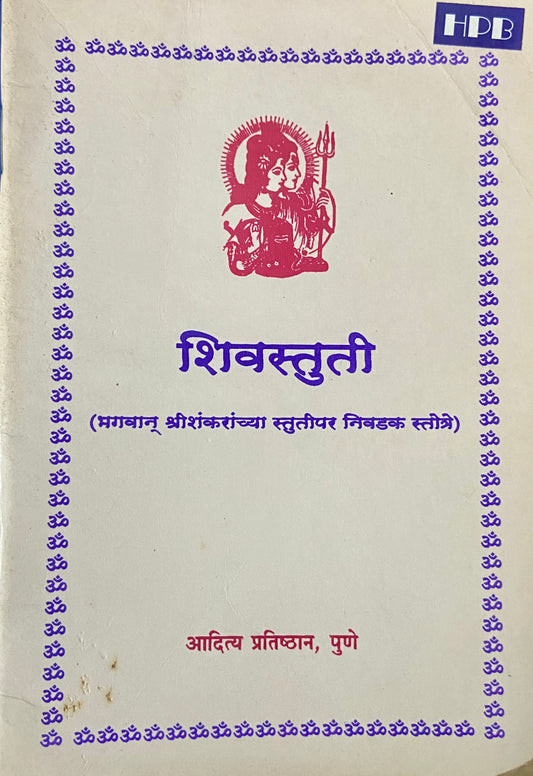 HPB
ॐ ॐ ॐ ॐ ॐ ॐ ॐ ॐ ॐ ॐ ॐ ॐ ॐ ॐ ॐ ॐ ॐ ॐ ॐ ॐ
शिवस्तुती
(भगवान् श्रीशंकरांच्या स्तुतीपर निवडक स्तोत्रे)
आदित्य प्रतिष्ठान, पुणे
ॐ ॐ ॐ ॐ ॐ ॐ ॐ ॐ ॐ ॐ ॐ ॐ ॐ ॐ ॐ ॐ ॐ ॐ ॐ ॐ